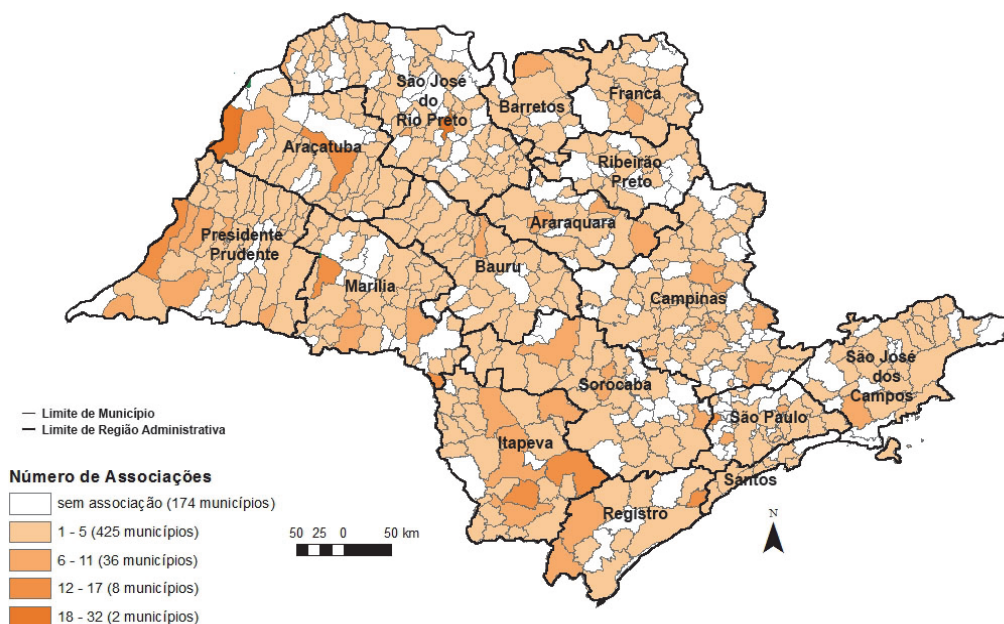 São José
do
Rio Preto
Barretos
Franca
Araçatuba
Ribeirão
Preto
Araraquara
Presidente
Prudente
Bauru
Marília
Campinas
São José
dos
Campos
Sorocaba
São Paulo
Itapeva
Santos
Registro
Limite de Município
Limite de Região Administrativa
Número de Associações
sem associação (174 municípios)
1 - 5 (425 municípios)
6 - 11 (36 municípios)
12 - 17 (8 municípios)
18 - 32 (2 municípios)
50 25 0 50 km
N